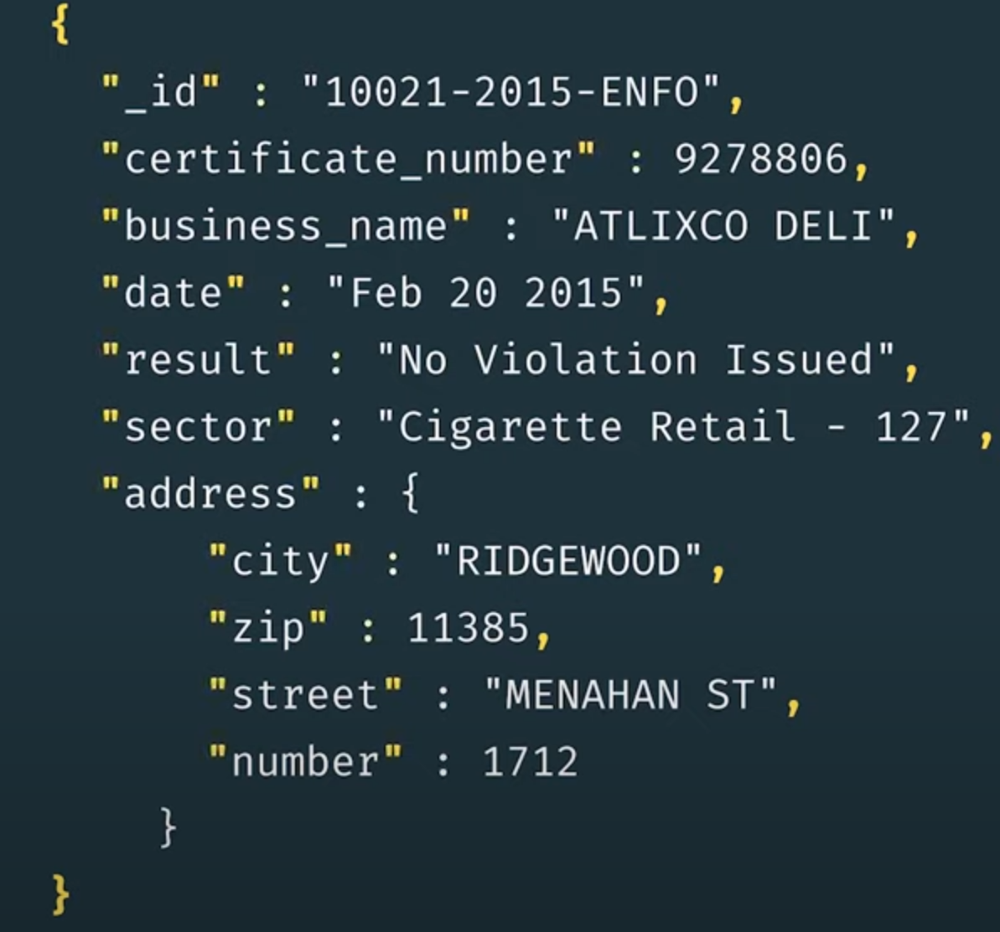 {
"_id" : "10021-2015-ENFO",
"certificate_number" : 9278806,
"business_name" : "ATLIXCO DELI",
"date" : "Feb 20 2015",
"result" : "No Violation Issued",
"sector" : "Cigarette Retail - 127",
"address" : {
"city" : "RIDGEWOOD",
"zip" : 11385,
"street" : "MENAHAN ST",
"number" : 1712
}
}